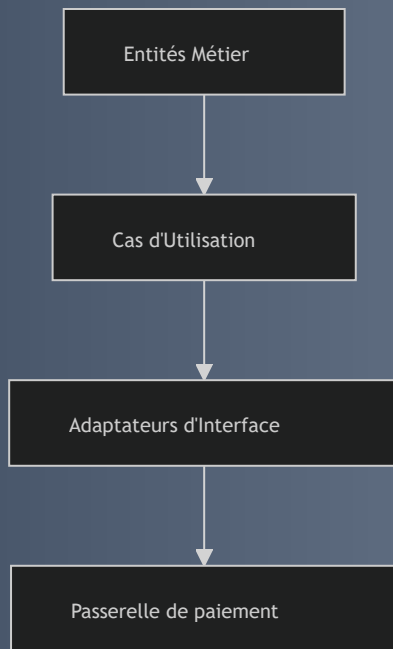 Entités Métier
Cas d'Utilisation
Adaptateurs d'Interface
Passerelle de paiement